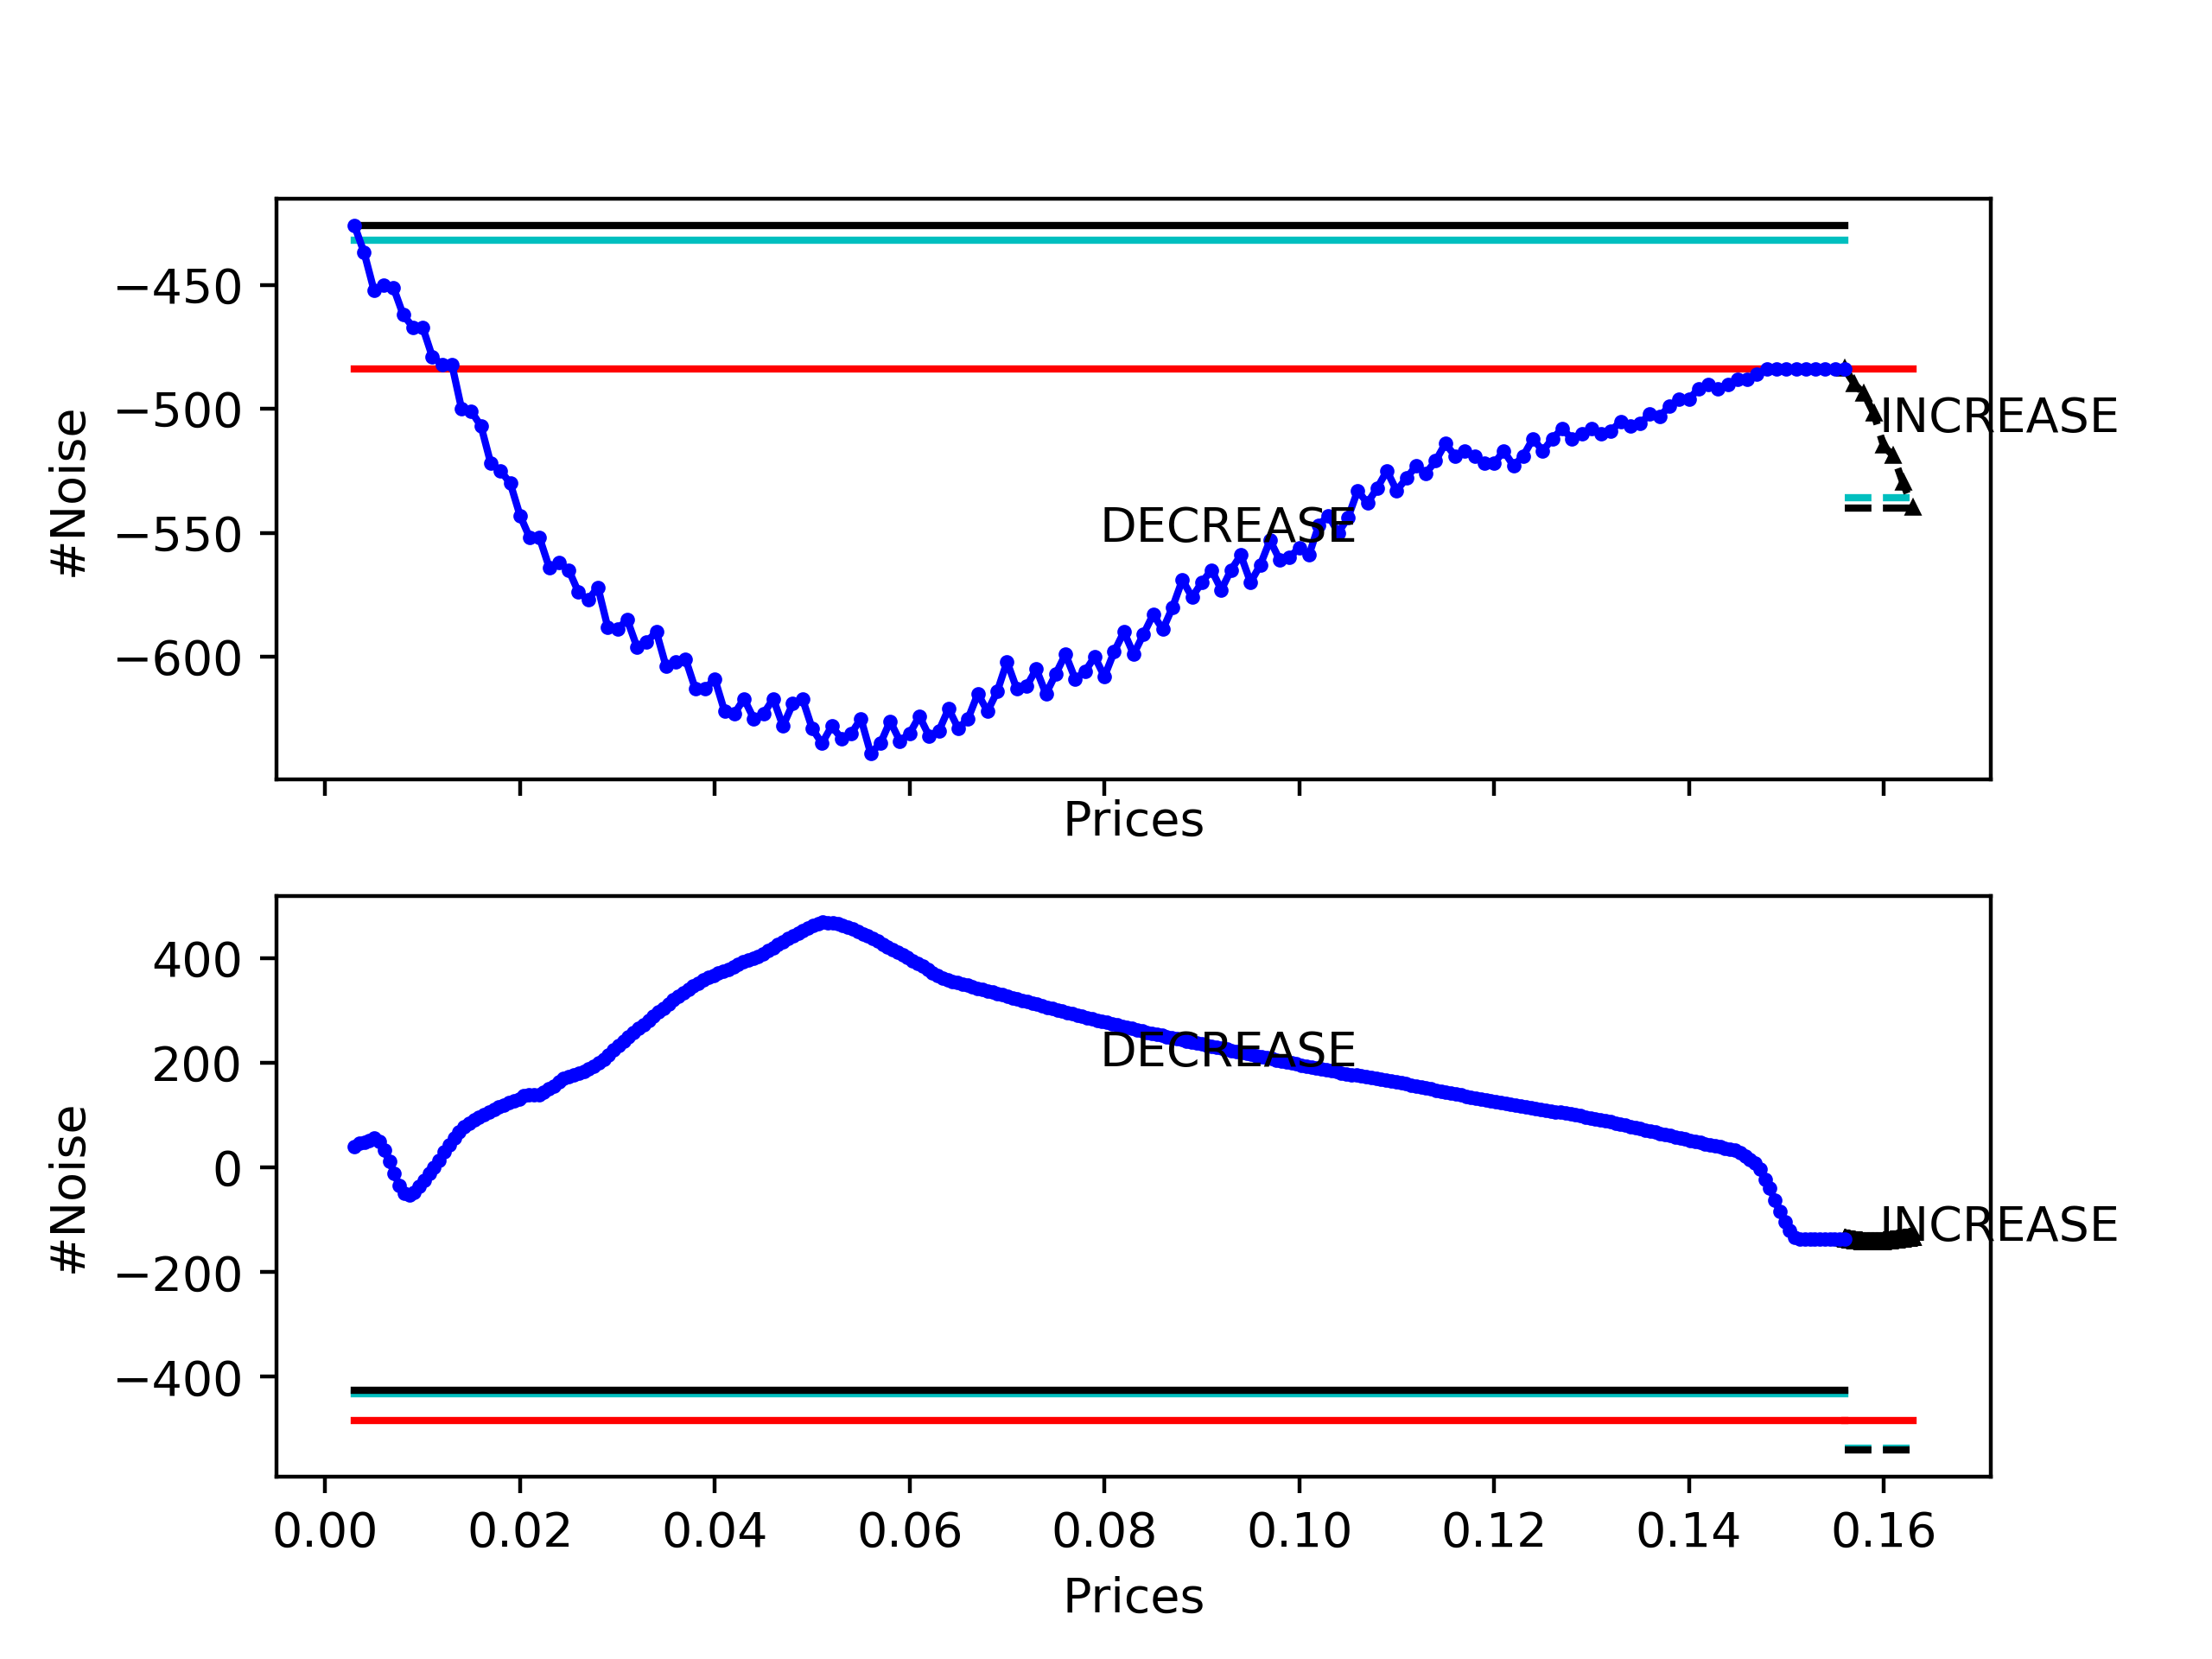 −450
−500
−550
−600
#Noise
INCREASE
DECREASE
Prices
400
200
0
−200
−400
#Noise
DECREASE
INCREASE
0.00 0.02 0.04 0.06 0.08 0.10 0.12 0.14 0.16
Prices